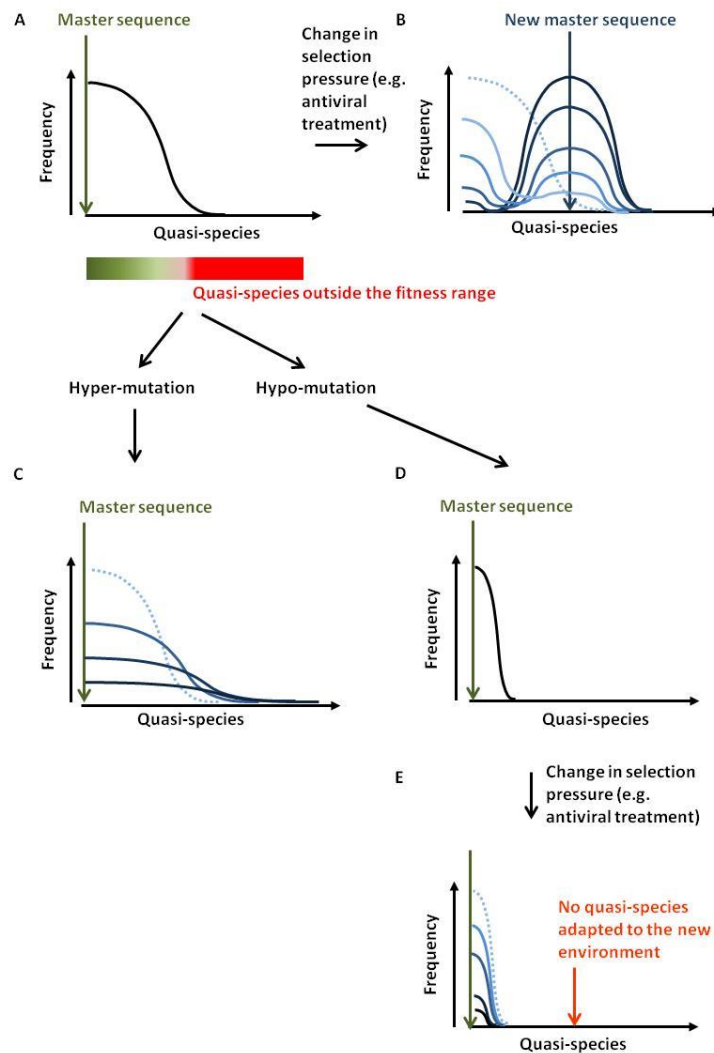 A
Master sequence
Frequency
Quasi-species
Change in
selection
pressure (e.g.
antiviral
treatment)
B
New master sequence
Frequency
Quasi-species
Quasi-species outside the fitness range
Hyper-mutation
Hypo-mutation
C
Master sequence
Frequency
Quasi-species
D
Master sequence
Frequency
Quasi-species
E
Change in selection
pressure (e.g.
antiviral treatment)
Frequency
No quasi-species
adapted to the new
environment
Quasi-species